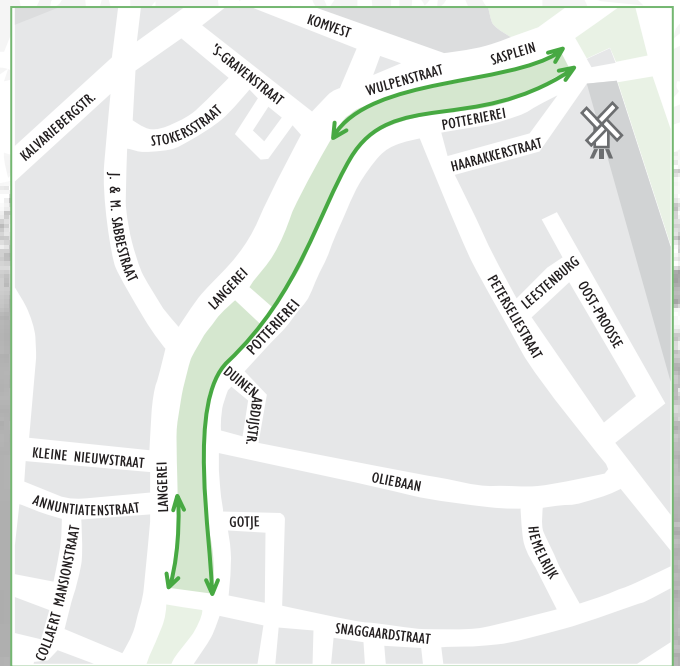 KOMVEST
'S-GRAVENSTRAAT
SASPLEIN
WULPENSTRAAT
KALVARIEBERGSTR.
STOKERSSTRAAT
POTTERIEREI
HAARAKKERSTRAAT
J. & M. SABBESTRAAT
LANGEREI
POTTERIEREI
PETERSELIESTRAAT
LEESTENBURG
OOST-PROOSSE
DUINEN
ABDIJSTR.
KLEINE NIEUWSTRAAT
LANGEREI
OLIEBAAN
ANNUNTIATENSTRAAT
GOTJE
HEMELRIJK
COLLAERT MANSIONSTRAAT
SNAGGAARDSTRAAT